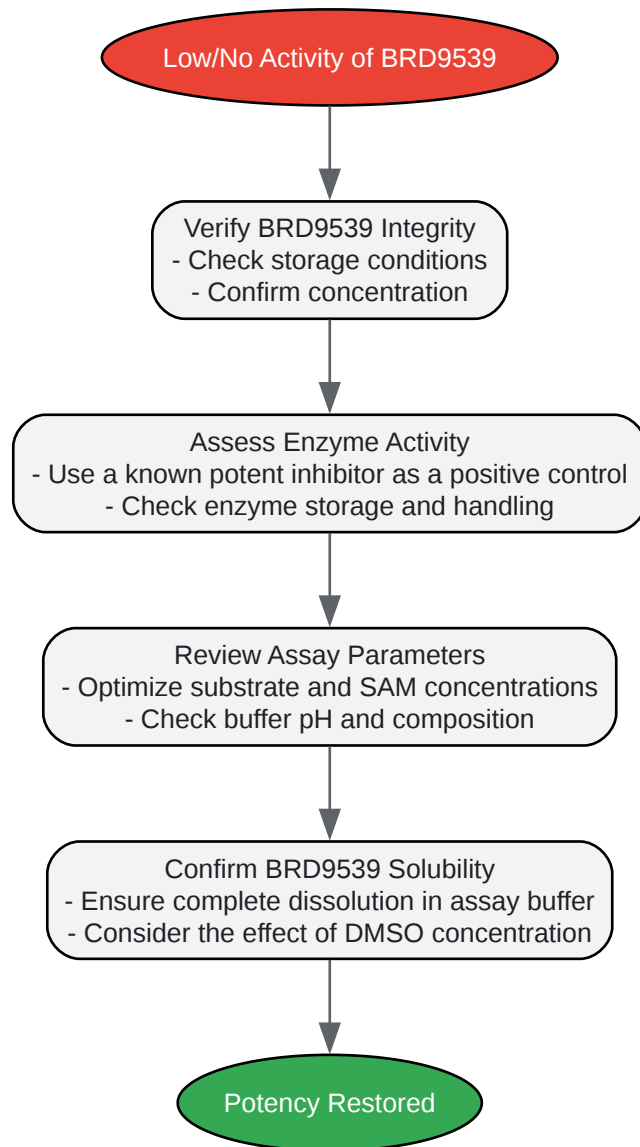 Low/No Activity of BRD9539
Verify BRD9539 Integrity
- Check storage conditions
- Confirm concentration
Assess Enzyme Activity
- Use a known potent inhibitor as a positive control
- Check enzyme storage and handling
Review Assay Parameters
- Optimize substrate and SAM concentrations
- Check buffer pH and composition
Confirm BRD9539 Solubility
- Ensure complete dissolution in assay buffer
- Consider the effect of DMSO concentration
Potency Restored